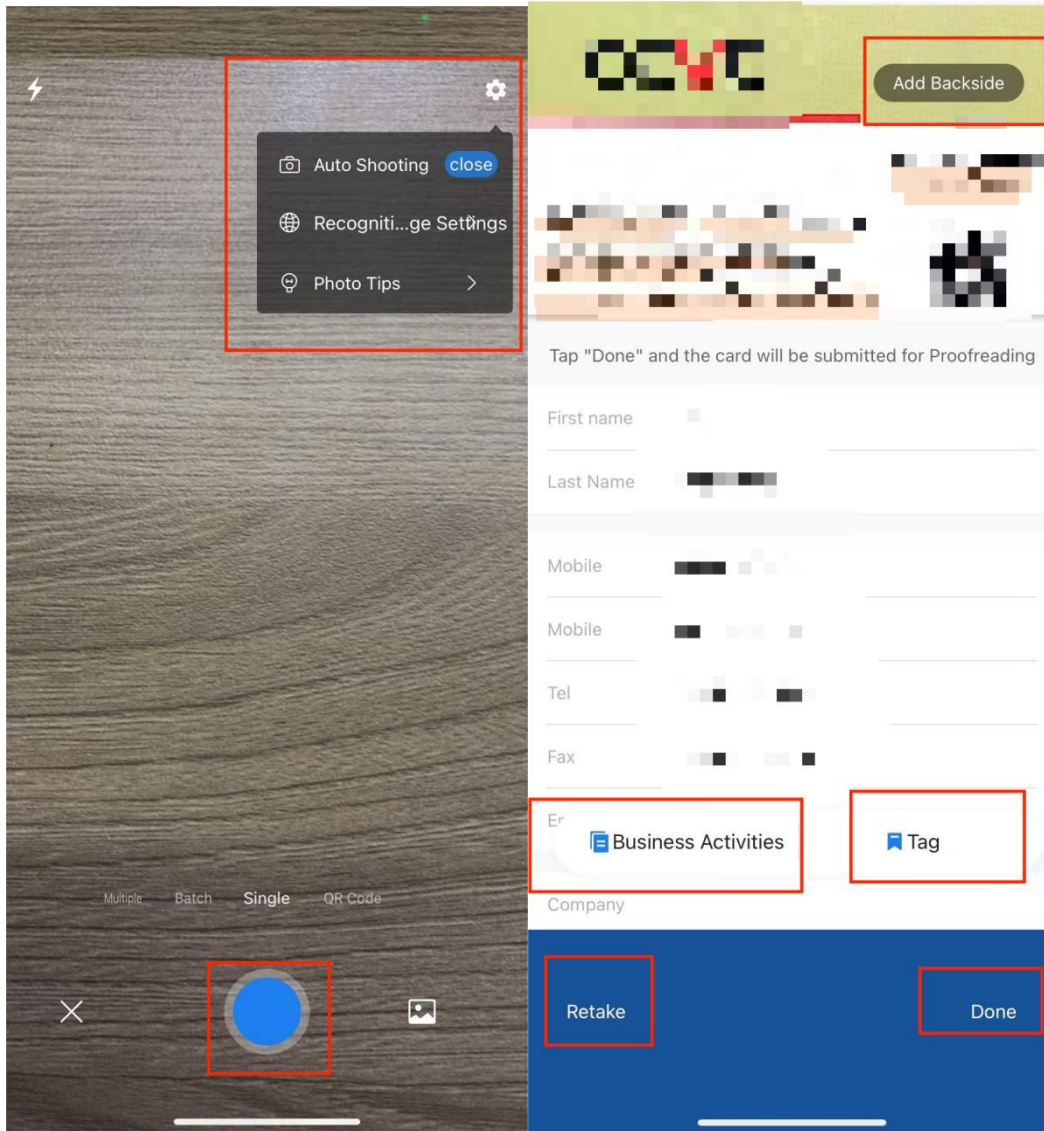 Auto Shooting close
Recogniti...ge Settings
Photo Tips
Multiple Batch Single QR Code
Add Backside
Tap "Done" and the card will be submitted for Proofreading
First name
Last Name
Mobile
Mobile
Tel
Fax
Business Activities Tag
Company
Retake Done